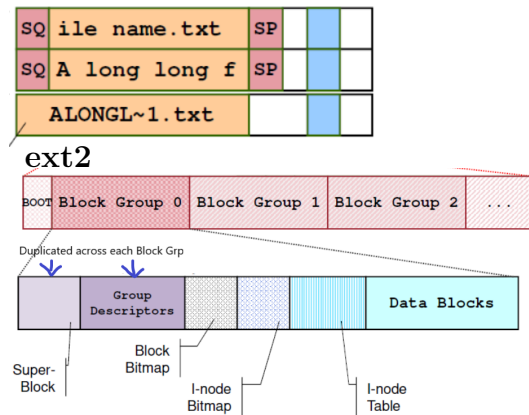 SQ ile name.txt SP
SQ A long long f SP
ALONGL~1.txt
ext2
BOOT Block Group 0 Block Group 1 Block Group 2 ...
Duplicated across each Block Grp
Group
Descriptors
Data Blocks
Super-
Block
Block
Bitmap
I-node
Bitmap
I-node
Table